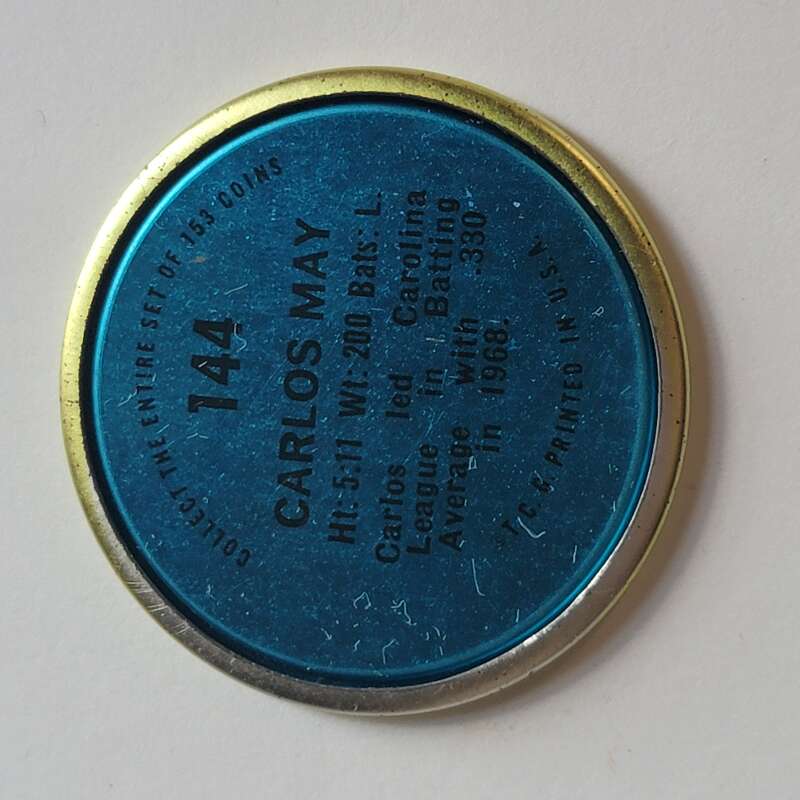 COLLECT THE ENTIRE SET OF 153 COINS
144
CARLOS MAY
Ht: 5:11 Wt: 200 Bats: L.
Carlos led Carolina
League in Batting
Average with .330
in 1968.
T. C. G. PRINTED IN U.S.A.